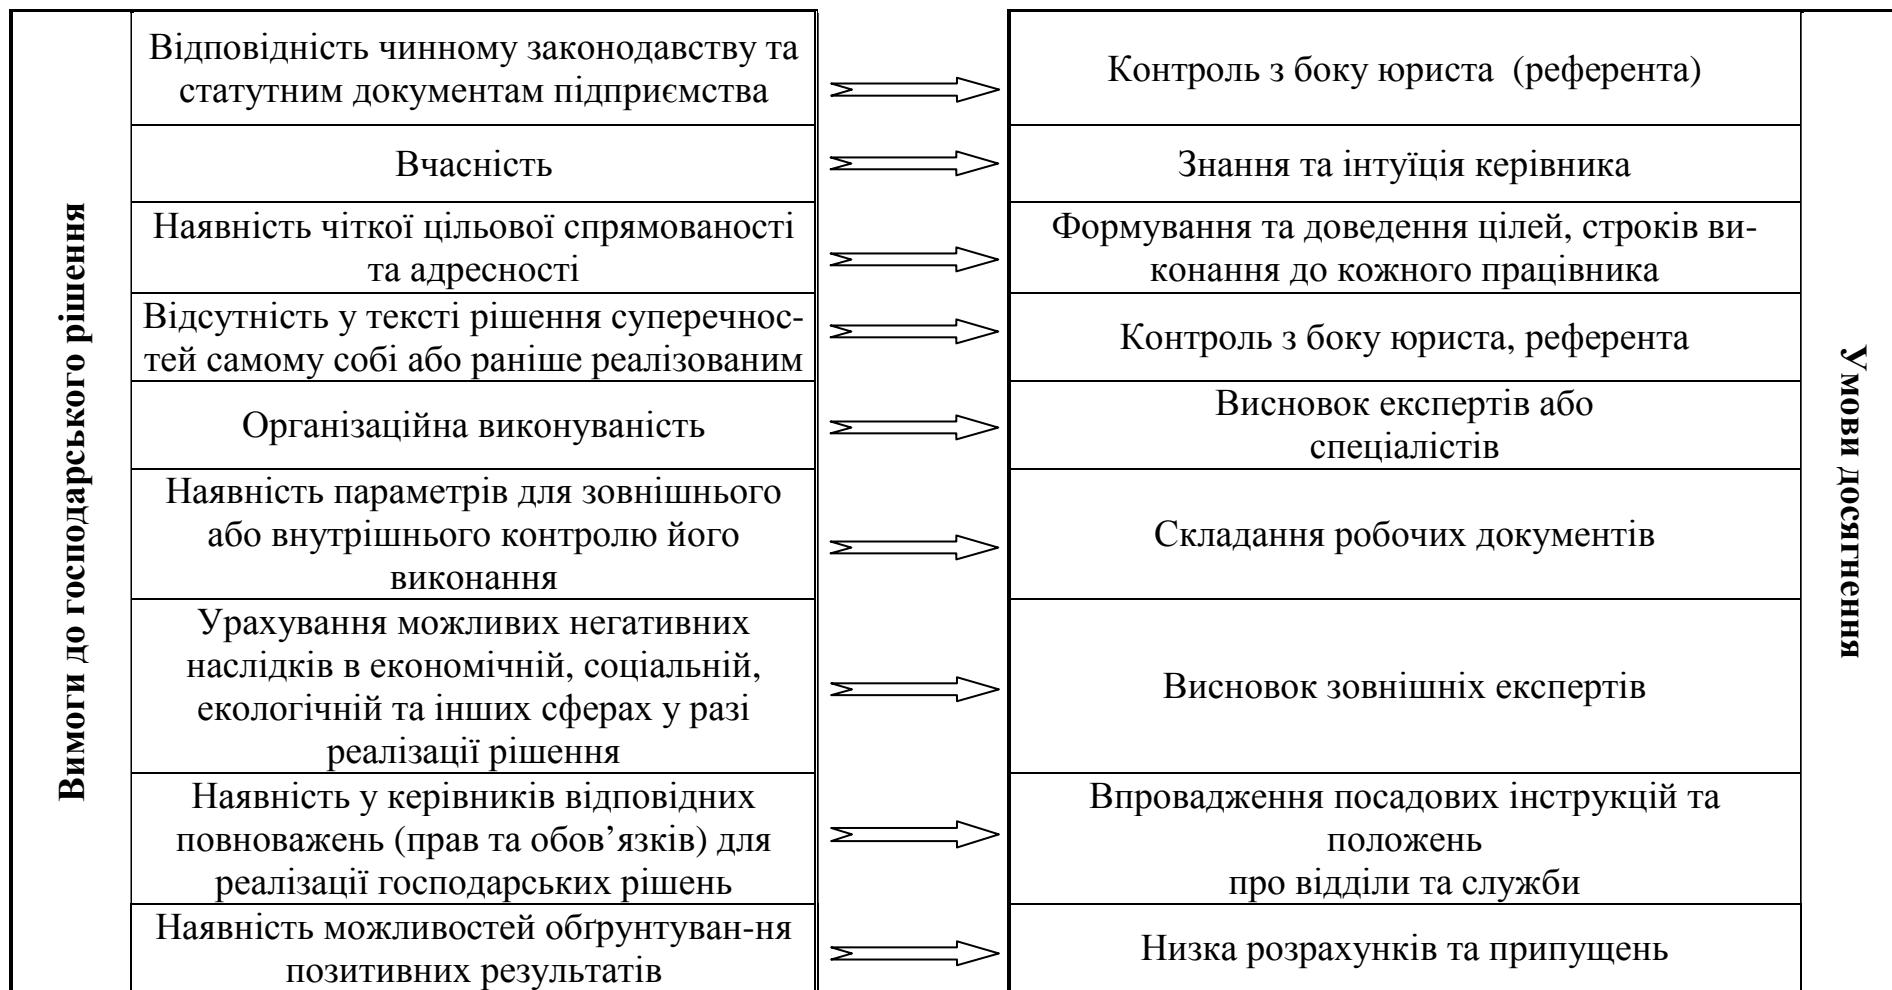 Вимоги до господарського рішення
Відповідність чинному законодавству та
статутним документам підприємства
Контроль з боку юриста (референта)
Вчасність
Знання та інтуїція керівника
Наявність чіткої цільової спрямованості
та адресності
Формування та доведення цілей, строків ви-
конання до кожного працівника
Відсутність у тексті рішення суперечнос-
тей самому собі або раніше реалізованим
Контроль з боку юриста, референта
Організаційна виконуваність
Висновок експертів або
спеціалістів
Наявність параметрів для зовнішнього
або внутрішнього контролю його
виконання
Складання робочих документів
Урахування можливих негативних
наслідків в економічній, соціальній,
екологічній та інших сферах у разі
реалізації рішення
Висновок зовнішніх експертів
Наявність у керівників відповідних
повноважень (прав та обов’язків) для
реалізації господарських рішень
Впровадження посадових інструкцій та
положень
про відділи та служби
Наявність можливостей обґрунтуван-ня
позитивних результатів
Низка розрахунків та припущень
Умови досягнення